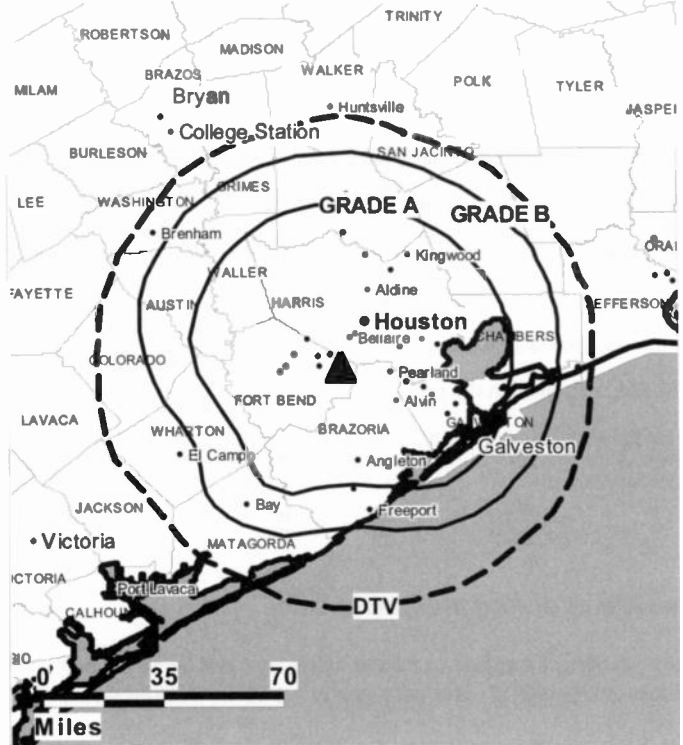 TRINITY
ROBERTSON
MADISON
WALKER
BRAZOS
POLK
TYLER
MILAM
Bryan
Huntsville
JASPE
College Station
BURLESON
SAN JACINTO
GRIMES
LEE
WASHINGTON
GRADE A
GRADE B
Brenham
ORA
Kingwood
WALLER
Aldine
FAYETTE
AUSTIN
HARRIS
JEFFERSON
Houston
CHAMBERS
Bellaire
COLORADO
Pearland
FORT BEND
Alvin
LAVACA
WHARTON
BRAZORIA
GALVESTON
Galveston
El Campo
Angleton
JACKSON
Bay
Freeport
Victoria
MATAGORDA
ICTORIA
Port Lavaca
DTV
CALHOUN
0 35 70
Miles